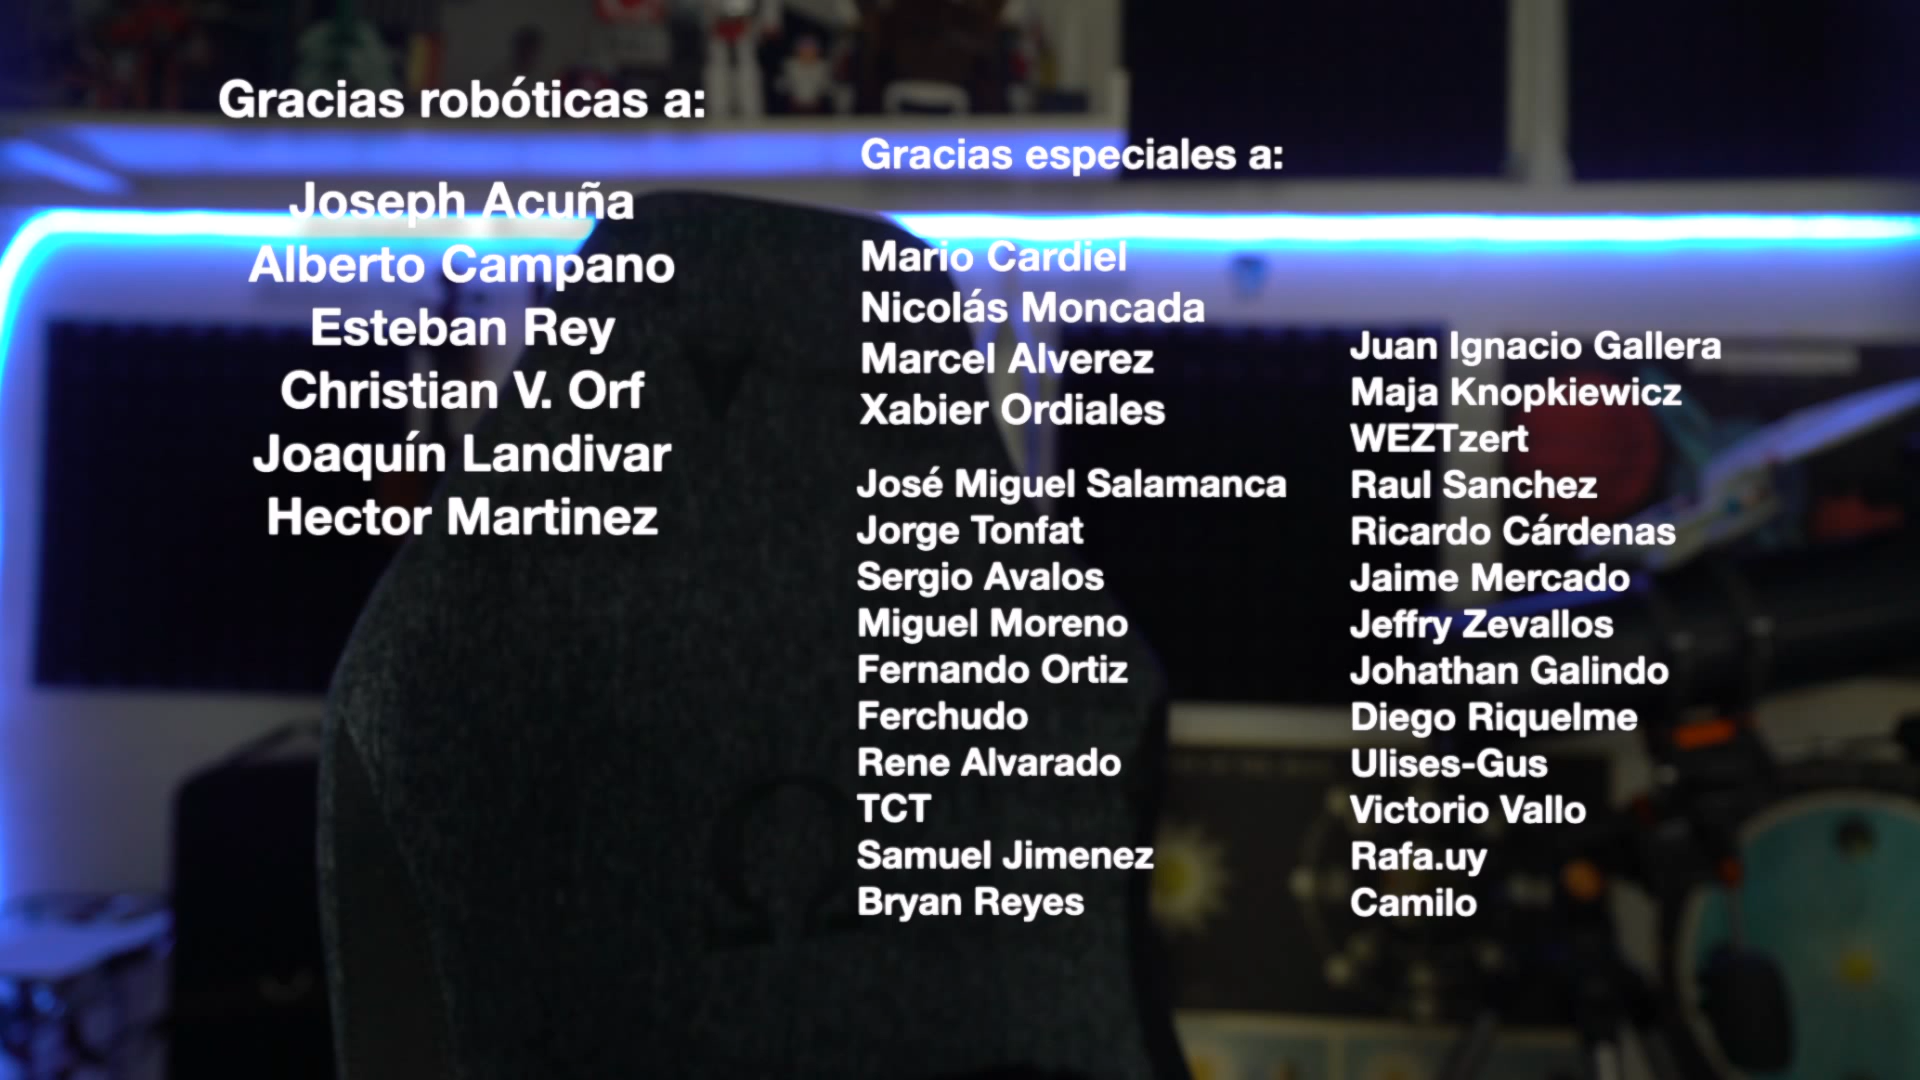 Gracias robóticas a:
Joseph Acuña
Alberto Campano
Esteban Rey
Christian V. Orf
Joaquín Landivar
Hector Martinez
Gracias especiales a:
Mario Cardiel
Nicolás Moncada
Marcel Alverez
Xabier Ordiales
José Miguel Salamanca
Jorge Tonfat
Sergio Avalos
Miguel Moreno
Fernando Ortiz
Ferchudo
Rene Alvarado
TCT
Samuel Jimenez
Bryan Reyes
Juan Ignacio Gallera
Maja Knopkiewicz
WEZTzert
Raul Sanchez
Ricardo Cárdenas
Jaime Mercado
Jeffry Zevallos
Johathan Galindo
Diego Riquelme
Ulises-Gus
Victorio Vallo
Rafa.uy
Camilo